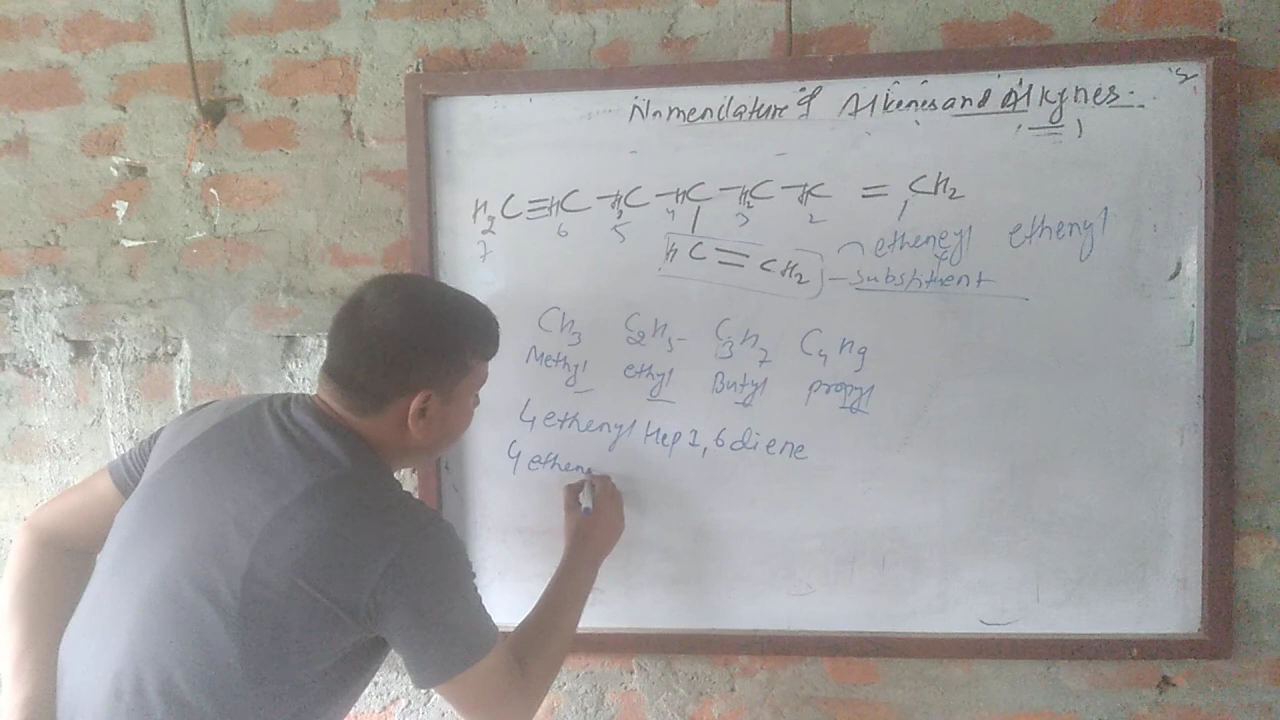 Nomenclature of Alkenes and Alkynes.
H2C≡HC-H2C-HC-H2C-HC=CH2
7 6 5 4 3 2 1
HC=CH2 etheneyl ethenyl
substituent
CH3 C2H5- C3H7 C4H9
Methyl ethyl Butyl propyl
4 ethenyl Hep 1, 6 diene
4 ethen